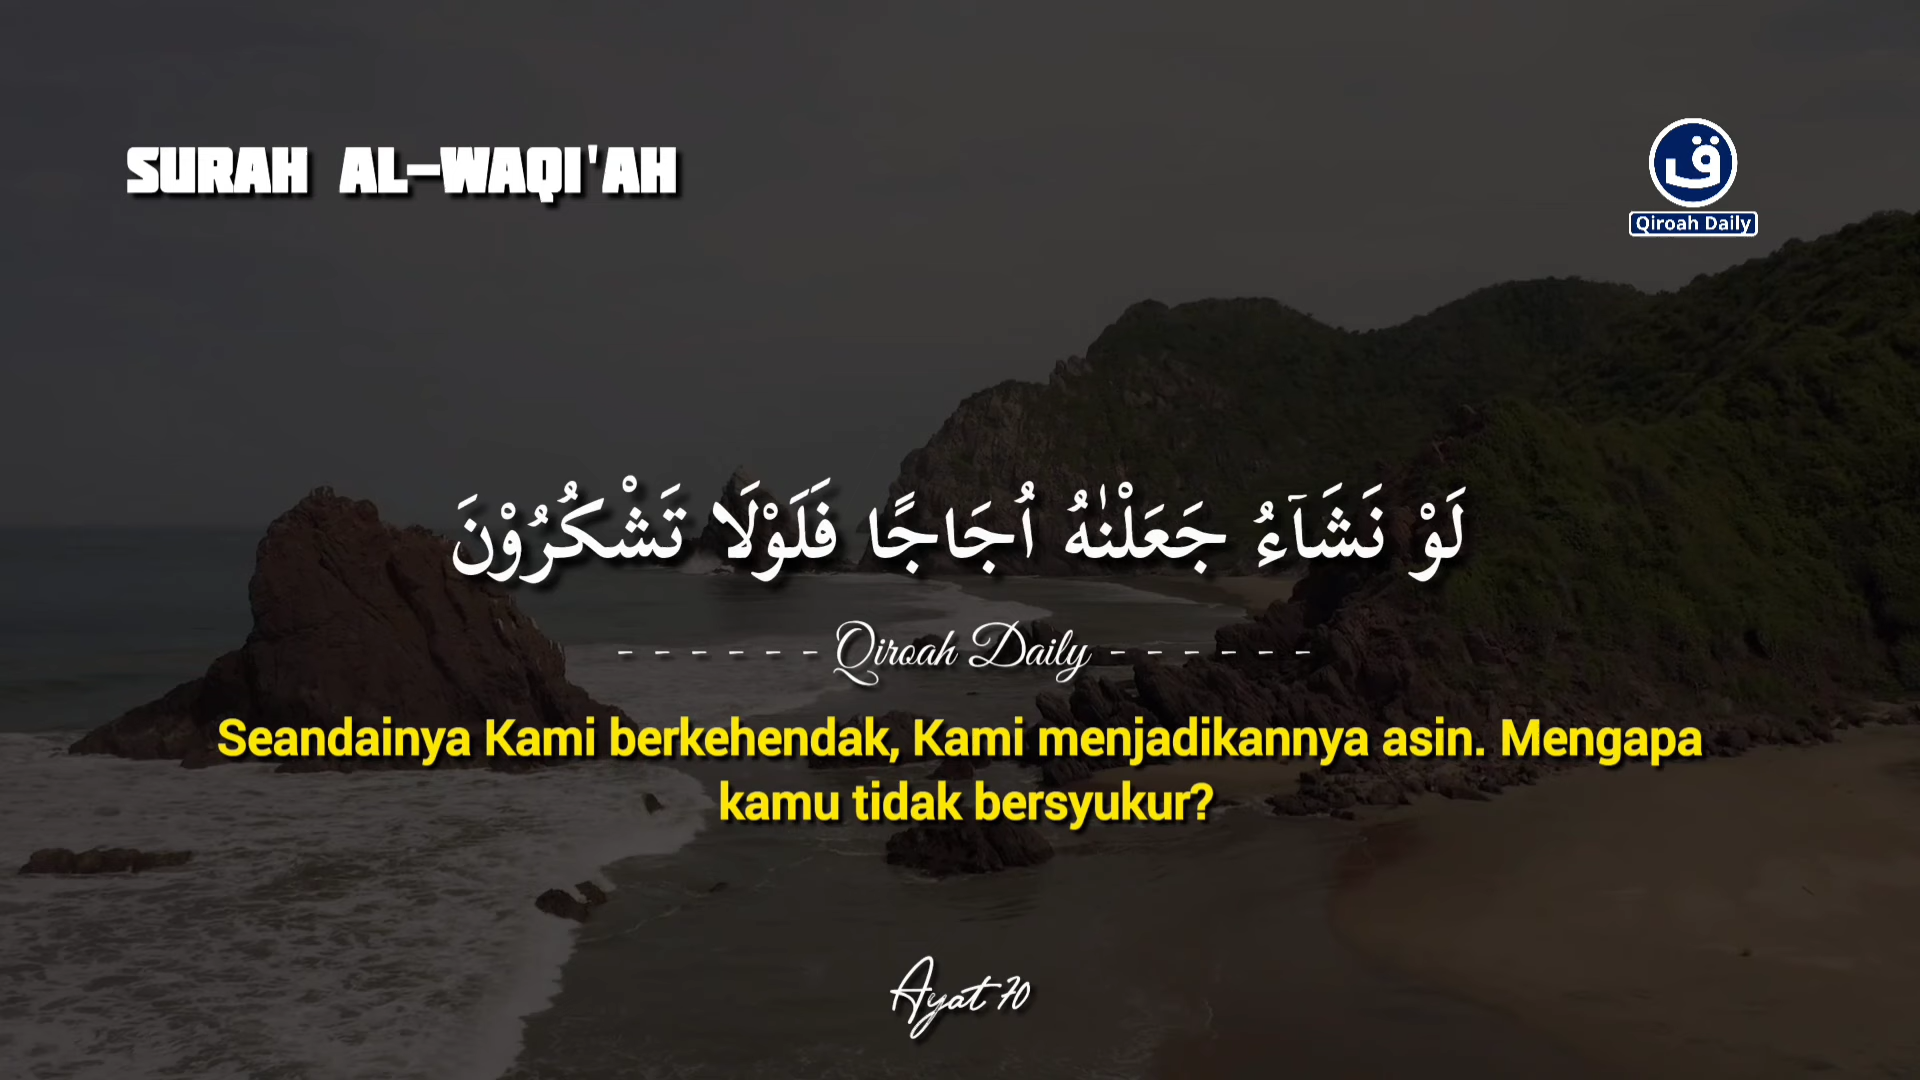 SURAH AL-WAQI'AH
ق
Qiroah Daily
لَوْ نَشَاۤءُ جَعَلْنٰهُ اُجَاجًا فَلَوْلَا تَشْكُرُوْنَ
- - - - - - Qiroah Daily - - - - - -
Seandainya Kami berkehendak, Kami menjadikannya asin. Mengapa
kamu tidak bersyukur?
Ayat 70